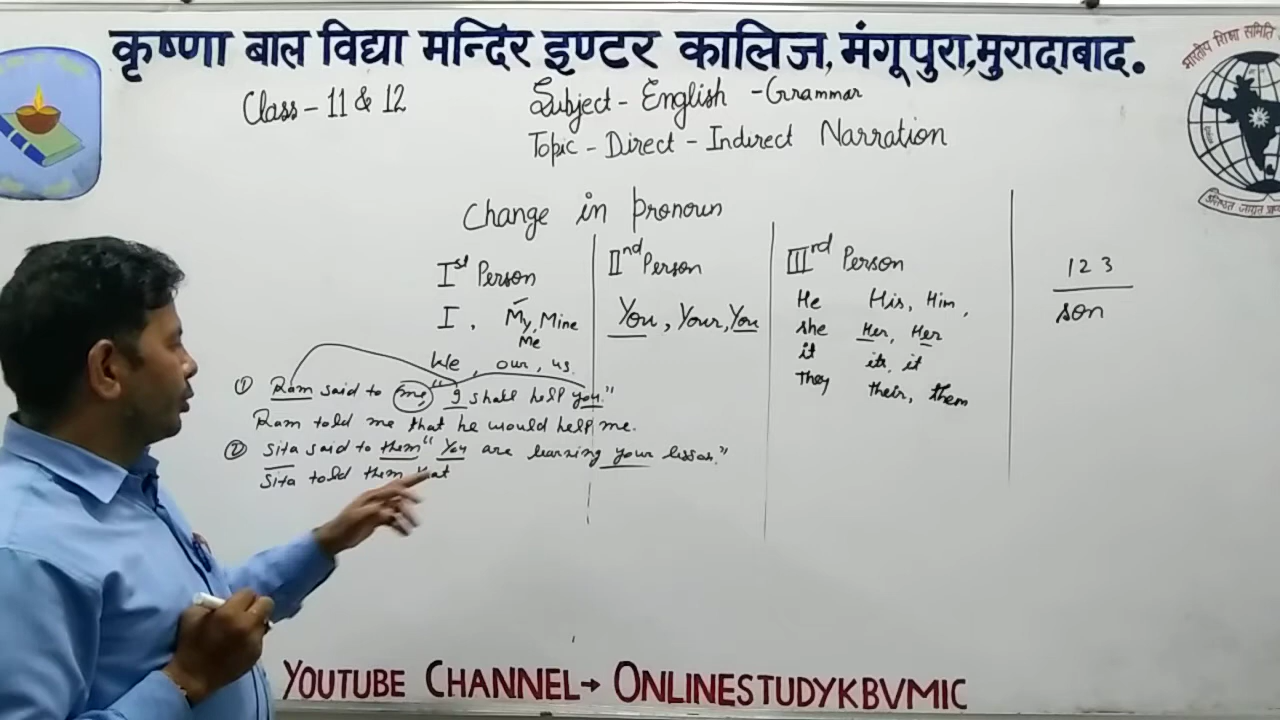 कृष्णा बाल विद्या मन्दिर इण्टर कालिज, मंगूपुरा, मुरादाबाद.
Class - 11 & 12
Subject - English - Grammar
Topic - Direct - Indirect Narration
Change in pronoun
Ist Person
I, My, Mine
Me
We, our, us.
IInd Person
You, Your, You
IIIrd Person
He His, Him,
she Her, Her
it its, it
They their, them
1 2 3
son
① Ram said to me, "I shall help you."
Ram told me that he would help me.
② Sita said to them "You are learning your lesson."
Sita told them that
YOUTUBE CHANNEL → ONLINESTUDYKBVMIC